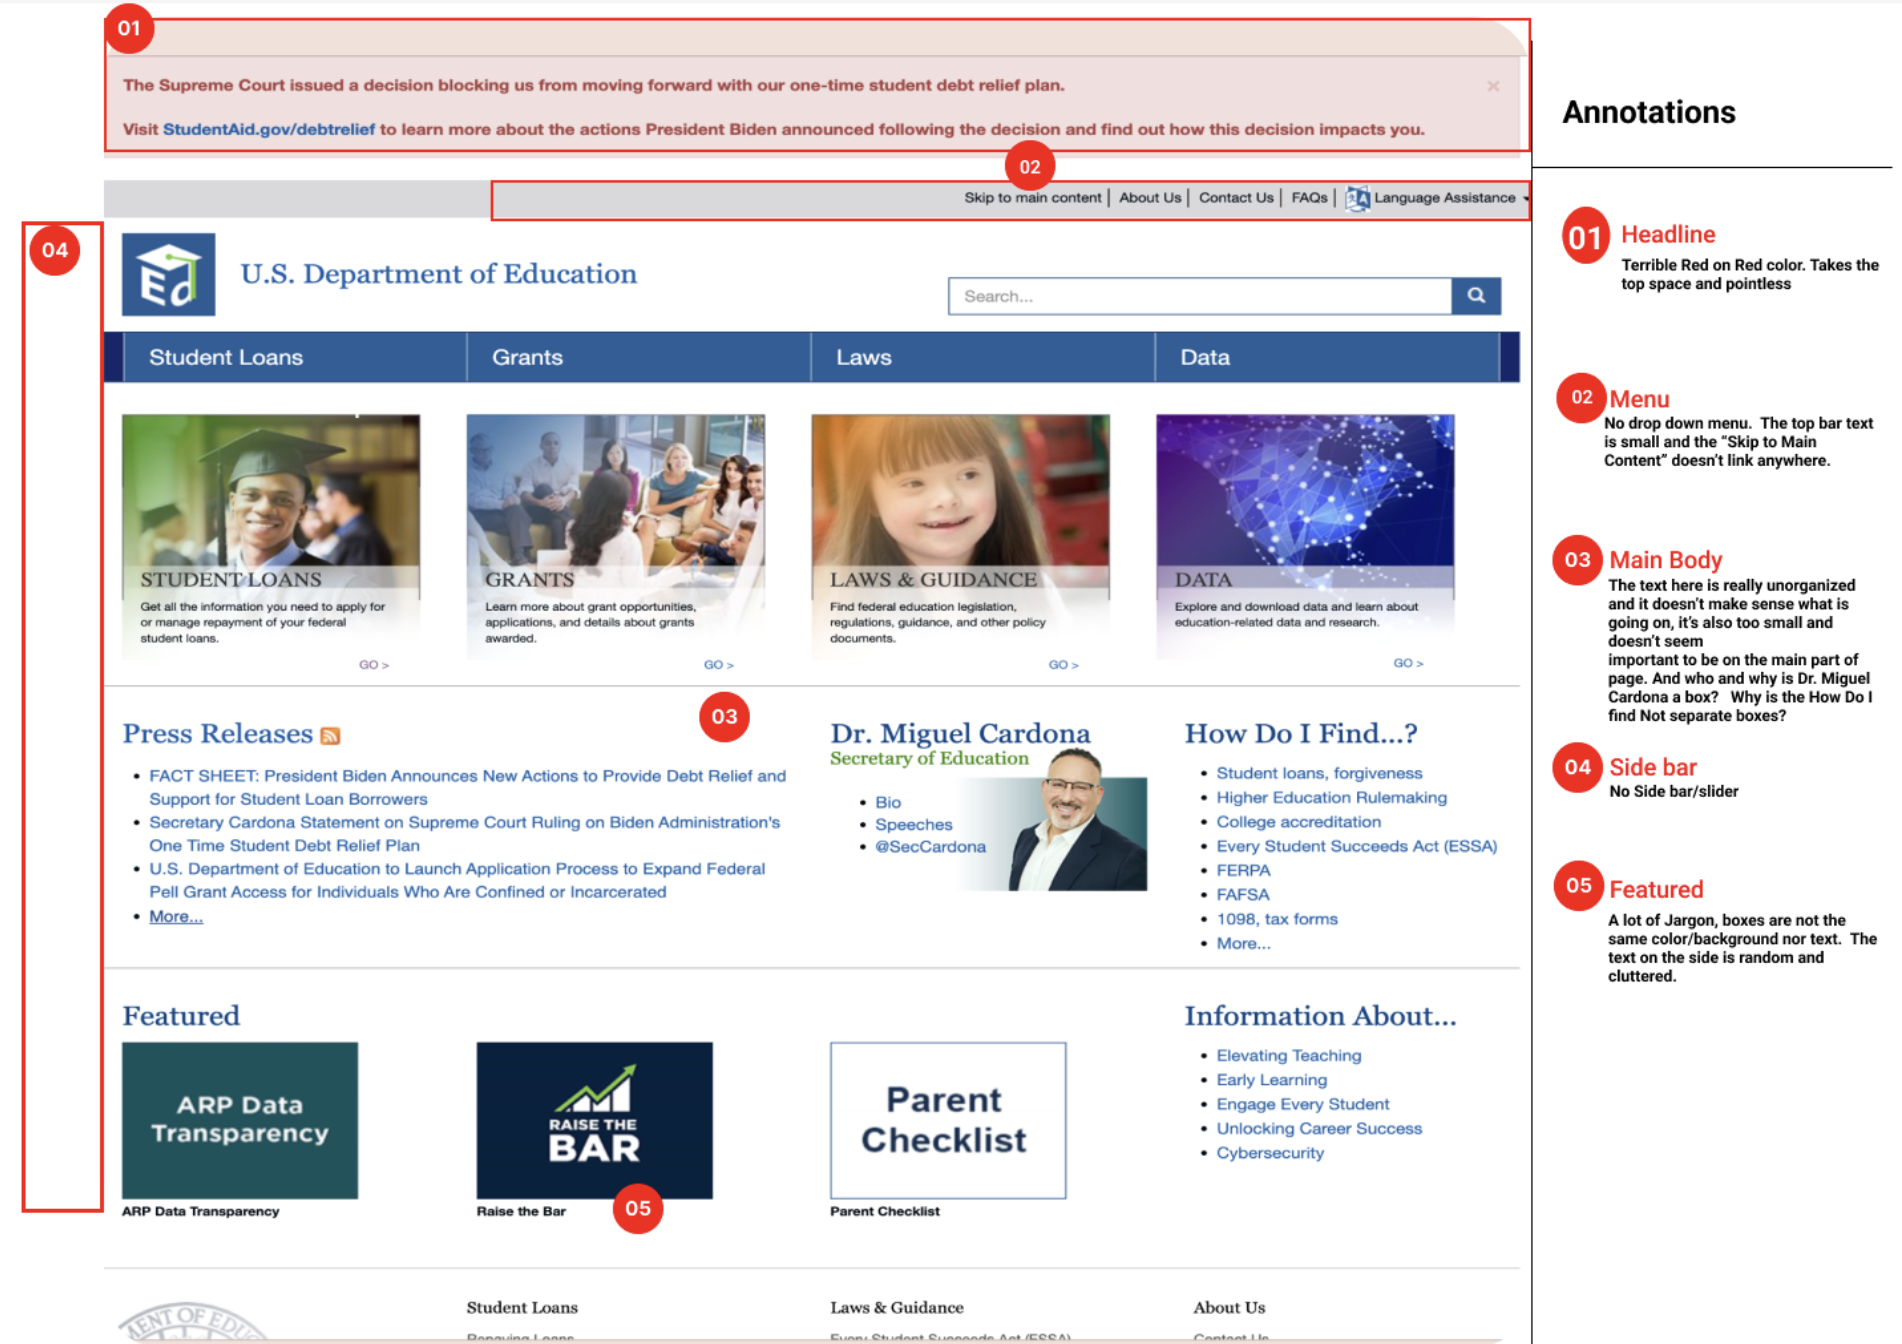 01
The Supreme Court issued a decision blocking us from moving forward with our one-time student debt relief plan.
×
Visit StudentAid.gov/debtrelief to learn more about the actions President Biden announced following the decision and find out how this decision impacts you.
02
Skip to main content | About Us | Contact Us | FAQs | Language Assistance
04
Ed
U.S. Department of Education
Search...
Student Loans
Grants
Laws
Data
STUDENT LOANS
Get all the information you need to apply for
or manage repayment of your federal
student loans.
GO >
GRANTS
Learn more about grant opportunities,
applications, and details about grants
awarded.
GO >
LAWS & GUIDANCE
Find federal education legislation,
regulations, guidance, and other policy
documents.
GO >
DATA
Explore and download data and learn about
education-related data and research.
GO >
03
Press Releases
• FACT SHEET: President Biden Announces New Actions to Provide Debt Relief and
Support for Student Loan Borrowers
• Secretary Cardona Statement on Supreme Court Ruling on Biden Administration's
One Time Student Debt Relief Plan
• U.S. Department of Education to Launch Application Process to Expand Federal
Pell Grant Access for Individuals Who Are Confined or Incarcerated
• More...
Dr. Miguel Cardona
Secretary of Education
• Bio
• Speeches
• @SecCardona
How Do I Find...?
• Student loans, forgiveness
• Higher Education Rulemaking
• College accreditation
• Every Student Succeeds Act (ESSA)
• FERPA
• FAFSA
• 1098, tax forms
• More...
Featured
ARP Data
Transparency
ARP Data Transparency
RAISE THE
BAR
Raise the Bar
05
Parent
Checklist
Parent Checklist
Information About...
• Elevating Teaching
• Early Learning
• Engage Every Student
• Unlocking Career Success
• Cybersecurity
Student Loans
Repaying Loans
Laws & Guidance
Every Student Succeeds Act (ESSA)
About Us
Contact Us
Annotations
01 Headline
Terrible Red on Red color. Takes the
top space and pointless
02 Menu
No drop down menu. The top bar text
is small and the “Skip to Main
Content” doesn’t link anywhere.
03 Main Body
The text here is really unorganized
and it doesn’t make sense what is
going on, it’s also too small and
doesn’t seem
important to be on the main part of
page. And who and why is Dr. Miguel
Cardona a box? Why is the How Do I
find Not separate boxes?
04 Side bar
No Side bar/slider
05 Featured
A lot of Jargon, boxes are not the
same color/background nor text. The
text on the side is random and
cluttered.